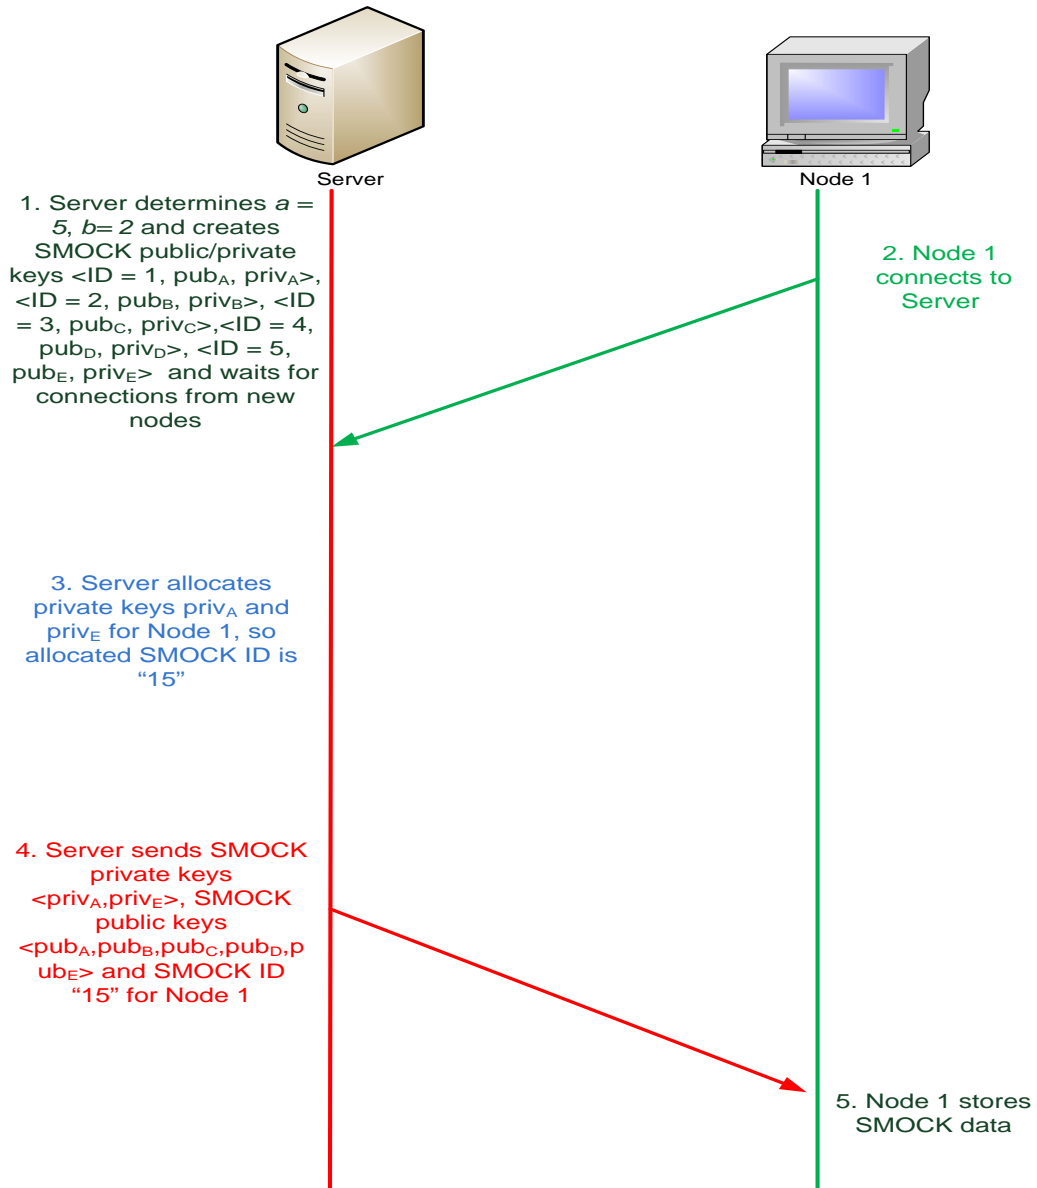 Server
Node 1
1. Server determines a =
5, b= 2 and creates
SMOCK public/private
keys <ID = 1, pubA, privA>,
<ID = 2, pubB, privB>, <ID
= 3, pubC, privC>,<ID = 4,
pubD, privD>, <ID = 5,
pubE, privE> and waits for
connections from new
nodes
2. Node 1
connects to
Server
3. Server allocates
private keys privA and
privE for Node 1, so
allocated SMOCK ID is
“15”
4. Server sends SMOCK
private keys
<privA,privE>, SMOCK
public keys
<pubA,pubB,pubC,pubD,p
ubE> and SMOCK ID
“15” for Node 1
5. Node 1 stores
SMOCK data